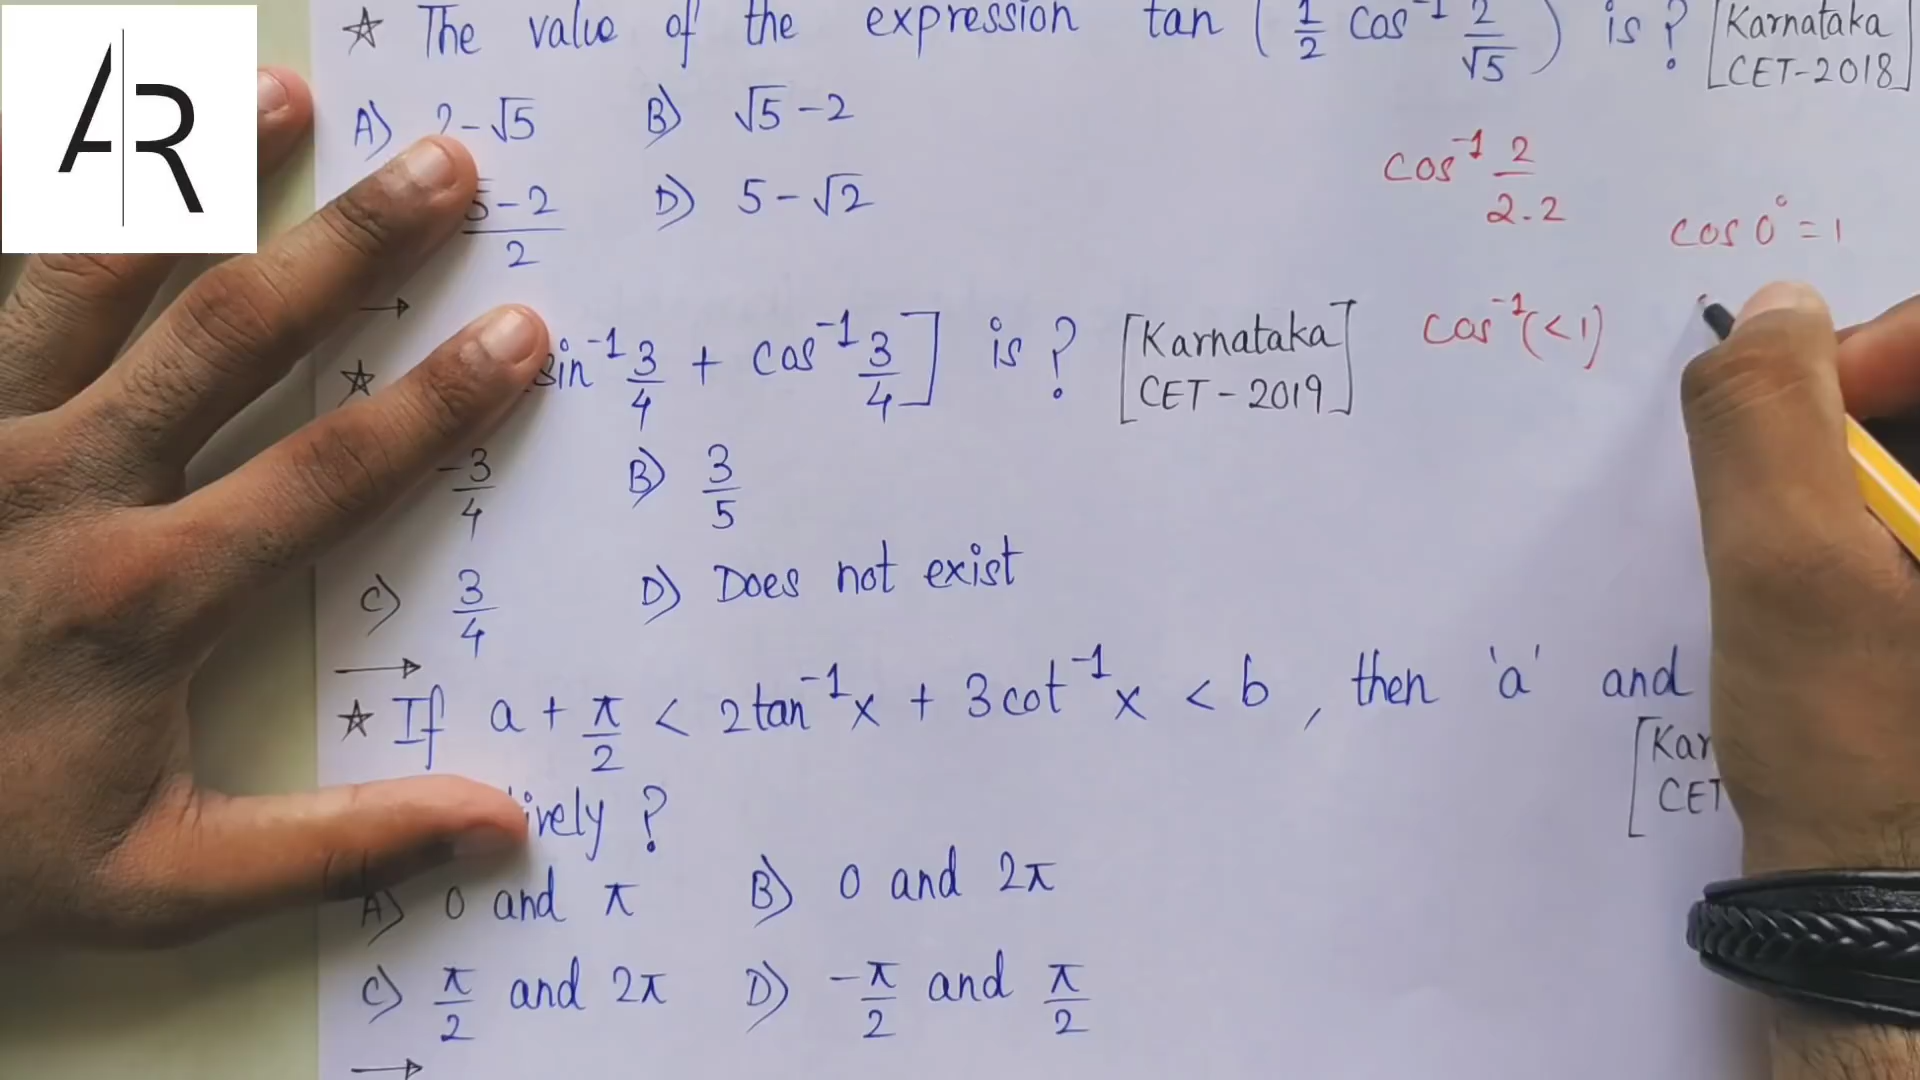 AR
☆ The value of the expression tan (1/2 cos⁻¹ 2/√5) is ? [Karnataka CET-2018]
A) 2-√5 B) √5-2
5-2/2 D) 5-√2
cos⁻¹ 2/2.2
cos 0° = 1
cos⁻¹(<1)
→
☆ sin⁻¹ 3/4 + cos⁻¹ 3/4] is ? [Karnataka CET-2019]
-3/4 B) 3/5
C) 3/4 D) Does not exist
→
☆ If a + π/2 < 2tan⁻¹x + 3cot⁻¹x < b , then 'a' and
[Kar
CET
ively ?
A) 0 and π B) 0 and 2π
C) π/2 and 2π D) -π/2 and π/2
→